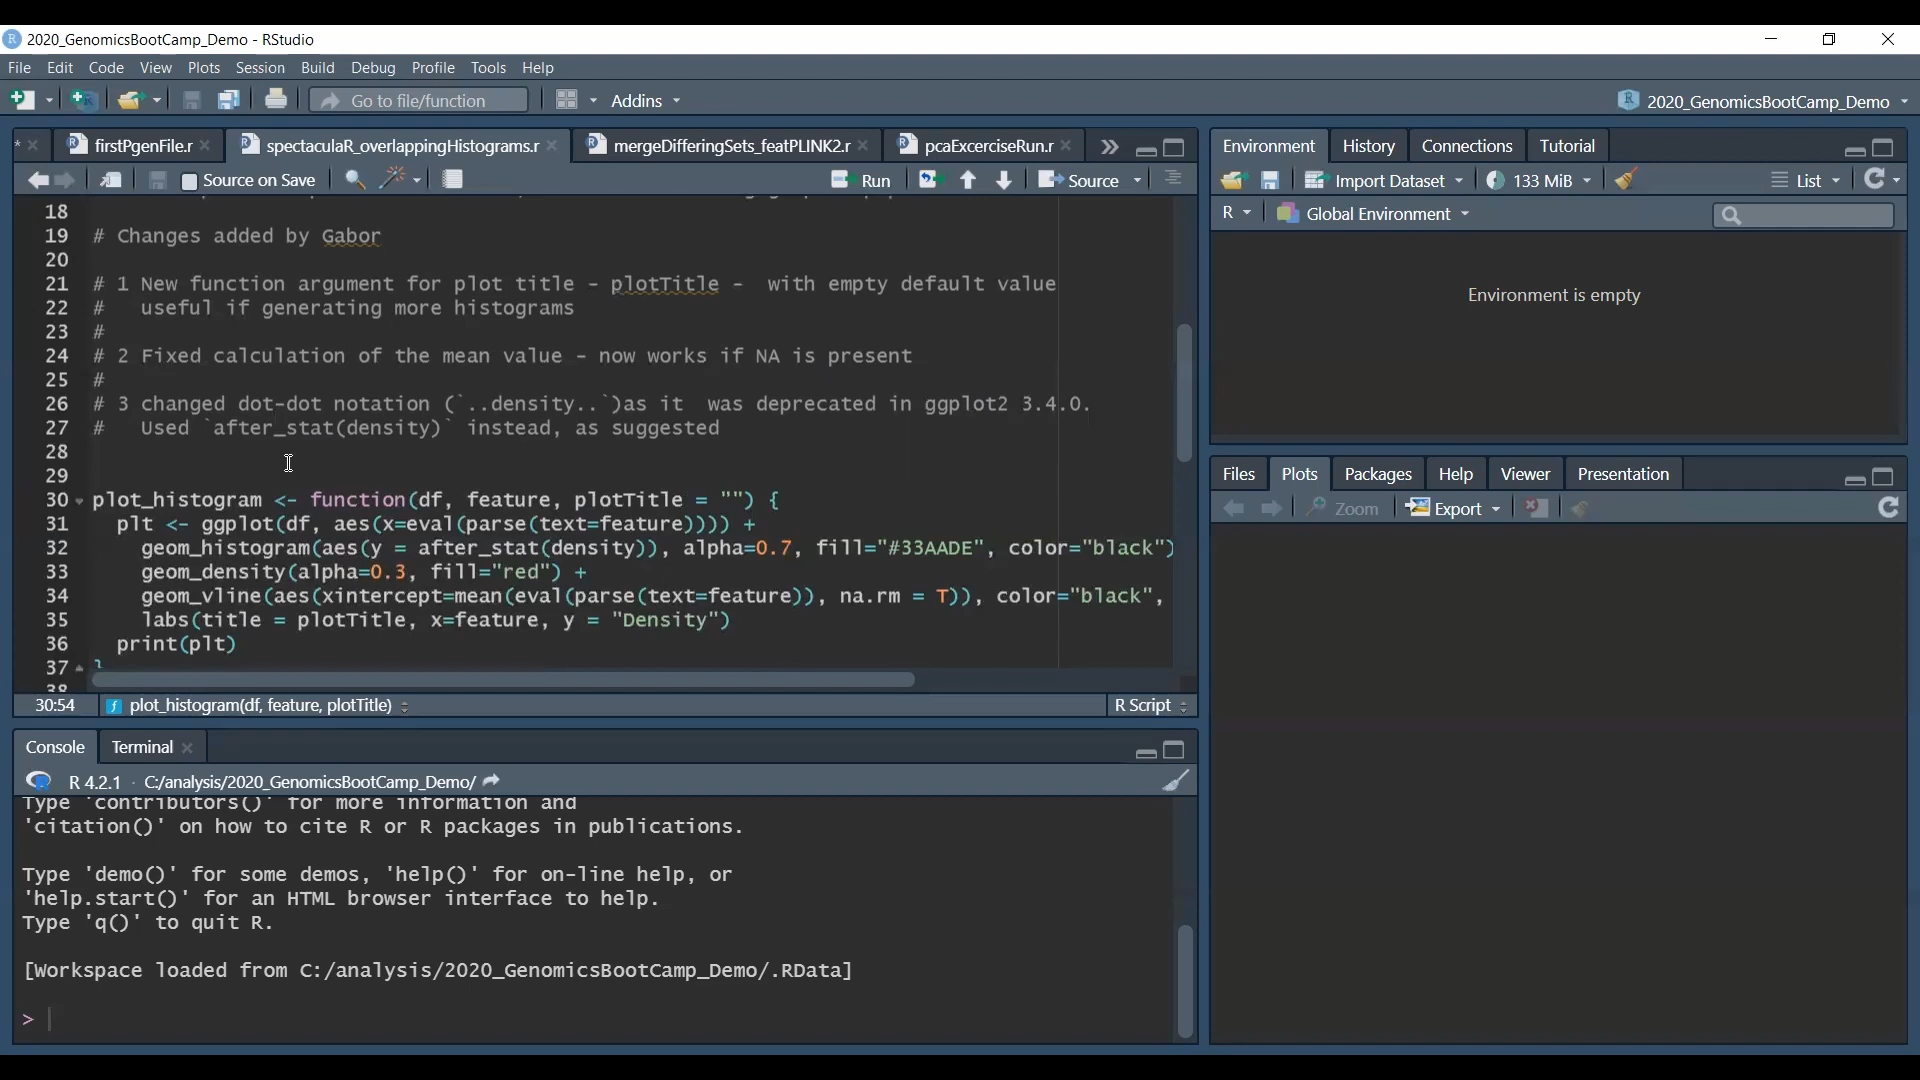 2020_GenomicsBootCamp_Demo - RStudio
File Edit Code View Plots Session Build Debug Profile Tools Help
Go to file/function Addins 2020_GenomicsBootCamp_Demo
* firstPgenFile.r spectaculaR_overlappingHistograms.r mergeDifferingSets_featPLINK2.r pcaExcerciseRun.r
Source on Save Run Source
18
19 # Changes added by Gabor
20
21 # 1 New function argument for plot title - plotTitle -  with empty default value
22 #   useful if generating more histograms
23 #
24 # 2 Fixed calculation of the mean value - now works if NA is present
25 #
26 # 3 changed dot-dot notation (`..density..`)as it  was deprecated in ggplot2 3.4.0.
27 #   Used `after_stat(density)` instead, as suggested
28
29
30 plot_histogram <- function(df, feature, plotTitle = "") {
31   plt <- ggplot(df, aes(x=eval(parse(text=feature)))) +
32     geom_histogram(aes(y = after_stat(density)), alpha=0.7, fill="#33AADE", color="black")
33     geom_density(alpha=0.3, fill="red") +
34     geom_vline(aes(xintercept=mean(eval(parse(text=feature)), na.rm = T)), color="black",
35     labs(title = plotTitle, x=feature, y = "Density")
36   print(plt)
37 }
38
30:54 plot_histogram(df, feature, plotTitle) R Script
Console Terminal
R 4.2.1 · C:/analysis/2020_GenomicsBootCamp_Demo/
Type 'contributors()' for more information and
'citation()' on how to cite R or R packages in publications.
Type 'demo()' for some demos, 'help()' for on-line help, or
'help.start()' for an HTML browser interface to help.
Type 'q()' to quit R.
[Workspace loaded from C:/analysis/2020_GenomicsBootCamp_Demo/.RData]
>
Environment History Connections Tutorial
Import Dataset 133 MiB List
R Global Environment
Environment is empty
Files Plots Packages Help Viewer Presentation
Zoom Export